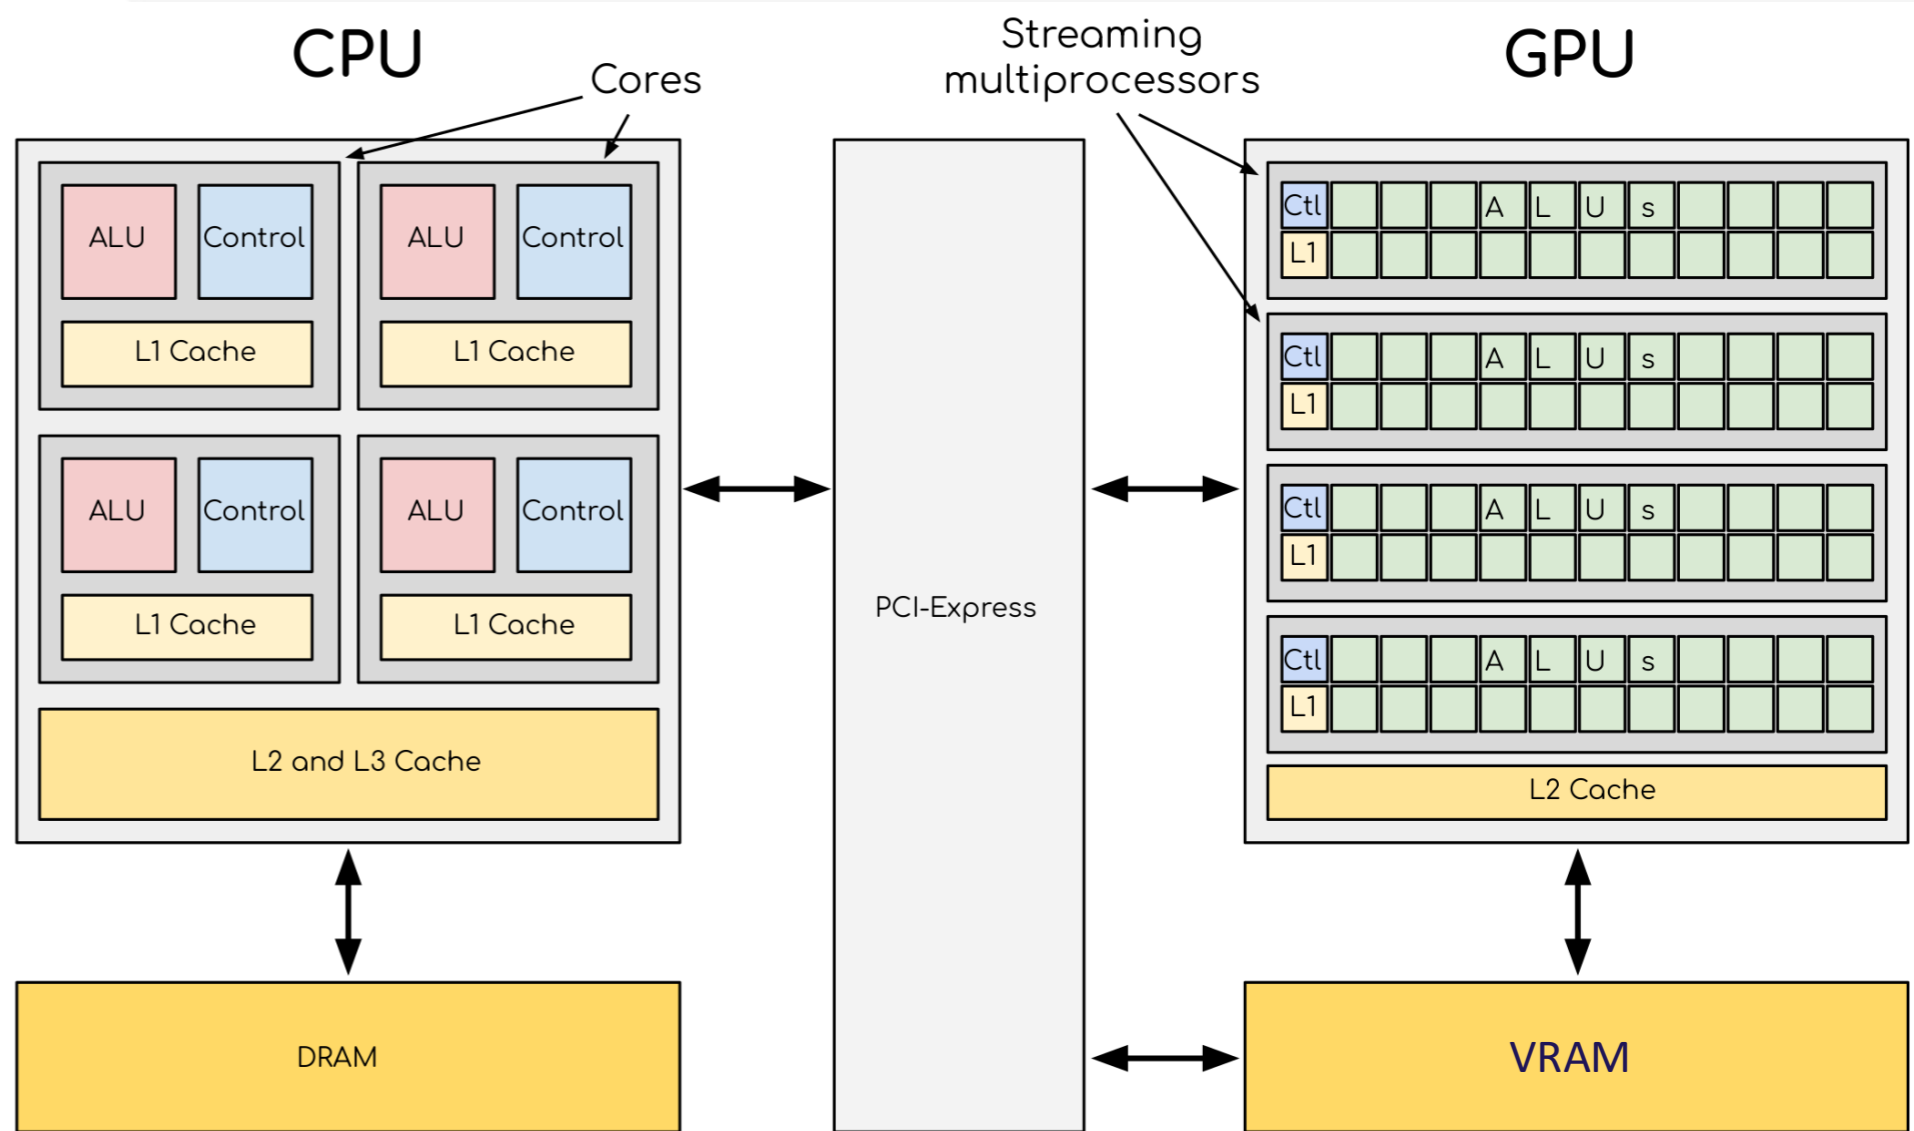 CPU
Cores
Streaming
multiprocessors
GPU
ALU
Control
ALU
Control
L1 Cache
L1 Cache
ALU
Control
ALU
Control
L1 Cache
L1 Cache
L2 and L3 Cache
DRAM
PCI-Express
Ctl A L U s
L1
Ctl A L U s
L1
Ctl A L U s
L1
Ctl A L U s
L1
L2 Cache
VRAM